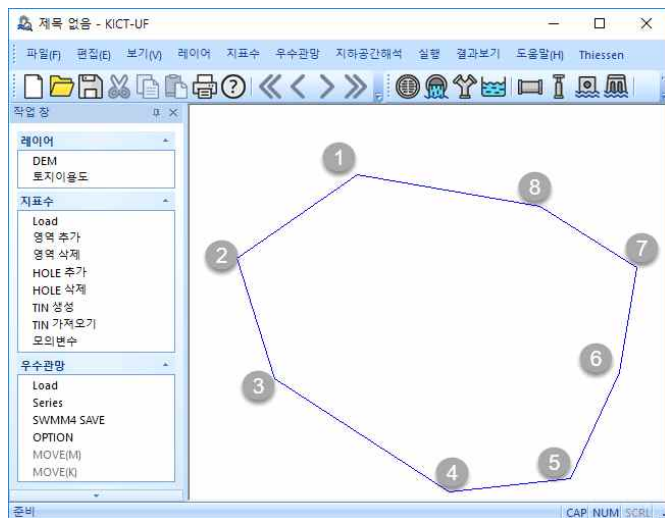 제목 없음 - KICT-UF
파일(F) 편집(E) 보기(V) 레이어 지표수 우수관망 지하공간해석 실행 결과보기 도움말(H) Thiessen
작업 창
레이어
DEM
토지이용도
지표수
Load
영역 추가
영역 삭제
HOLE 추가
HOLE 삭제
TIN 생성
TIN 가져오기
모의변수
우수관망
Load
Series
SWMM4 SAVE
OPTION
MOVE(M)
MOVE(K)
1
8
2
7
6
3
5
4
준비
CAP NUM SCRL